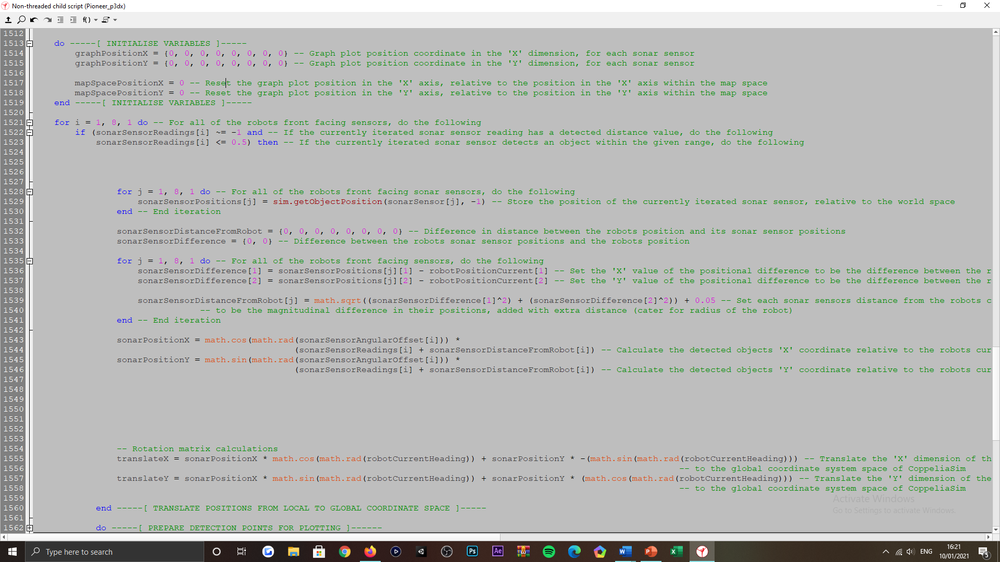 Non-threaded child script (Pioneer_p3dx)
f()
1512
1513 do -----[ INITIALISE VARIABLES ]-----
1514 graphPositionX = {0, 0, 0, 0, 0, 0, 0, 0} -- Graph plot position coordinate in the 'X' dimension, for each sonar sensor
1515 graphPositionY = {0, 0, 0, 0, 0, 0, 0, 0} -- Graph plot position coordinate in the 'Y' dimension, for each sonar sensor
1516
1517 mapSpacePositionX = 0 -- Reset the graph plot position in the 'X' axis, relative to the position in the 'X' axis within the map space
1518 mapSpacePositionY = 0 -- Reset the graph plot position in the 'Y' axis, relative to the position in the 'Y' axis within the map space
1519 end -----[ INITIALISE VARIABLES ]-----
1520
1521 for i = 1, 8, 1 do -- For all of the robots front facing sensors, do the following
1522 if (sonarSensorReadings[i] ~= -1 and -- If the currently iterated sonar sensor reading has a detected distance value, do the following
1523 sonarSensorReadings[i] <= 0.5) then -- If the currently iterated sonar sensor detects an object within the given range, do the following
1524
1525
1526
1527
1528 for j = 1, 8, 1 do -- For all of the robots front facing sonar sensors, do the following
1529 sonarSensorPositions[j] = sim.getObjectPosition(sonarSensor[j], -1) -- Store the position of the currently iterated sonar sensor, relative to the world space
1530 end -- End iteration
1531
1532 sonarSensorDistanceFromRobot = {0, 0, 0, 0, 0, 0, 0, 0} -- Difference in distance between the robots position and its sonar sensor positions
1533 sonarSensorDifference = {0, 0} -- Difference between the robots sonar sensor positions and the robots position
1534
1535 for j = 1, 8, 1 do -- For all of the robots front facing sensors, do the following
1536 sonarSensorDifference[1] = sonarSensorPositions[j][1] - robotPositionCurrent[1] -- Set the 'X' value of the positional difference to be the difference between the r
1537 sonarSensorDifference[2] = sonarSensorPositions[j][2] - robotPositionCurrent[2] -- Set the 'Y' value of the positional difference to be the difference between the r
1538
1539 sonarSensorDistanceFromRobot[j] = math.sqrt((sonarSensorDifference[1]^2) + (sonarSensorDifference[2]^2)) + 0.05 -- Set each sonar sensors distance from the robots c
1540 -- to be the magnitudinal difference in their positions, added with extra distance (cater for radius of the robot)
1541 end -- End iteration
1542
1543 sonarPositionX = math.cos(math.rad(sonarSensorAngularOffset[i])) *
1544 (sonarSensorReadings[i] + sonarSensorDistanceFromRobot[i]) -- Calculate the detected objects 'X' coordinate relative to the robots cur
1545 sonarPositionY = math.sin(math.rad(sonarSensorAngularOffset[i])) *
1546 (sonarSensorReadings[i] + sonarSensorDistanceFromRobot[i]) -- Calculate the detected objects 'Y' coordinate relative to the robots cur
1547
1548
1549
1550
1551
1552
1553
1554 -- Rotation matrix calculations
1555 translateX = sonarPositionX * math.cos(math.rad(robotCurrentHeading)) + sonarPositionY * -(math.sin(math.rad(robotCurrentHeading))) -- Translate the 'X' dimension of th
1556 -- to the global coordinate system space of CoppeliaSim
1557 translateY = sonarPositionX * math.sin(math.rad(robotCurrentHeading)) + sonarPositionY * (math.cos(math.rad(robotCurrentHeading))) -- Translate the 'Y' dimension of the
1558 -- to the global coordinate system space of CoppeliaSim
1559
1560 end -----[ TRANSLATE POSITIONS FROM LOCAL TO GLOBAL COORDINATE SPACE ]-----
1561
1562 do -----[ PREPARE DETECTION POINTS FOR PLOTTING ]------
Activate Windows
Go to Settings to activate Windows.
Type here to search
Ps
Ae
ENG
16:21
10/01/2021
5